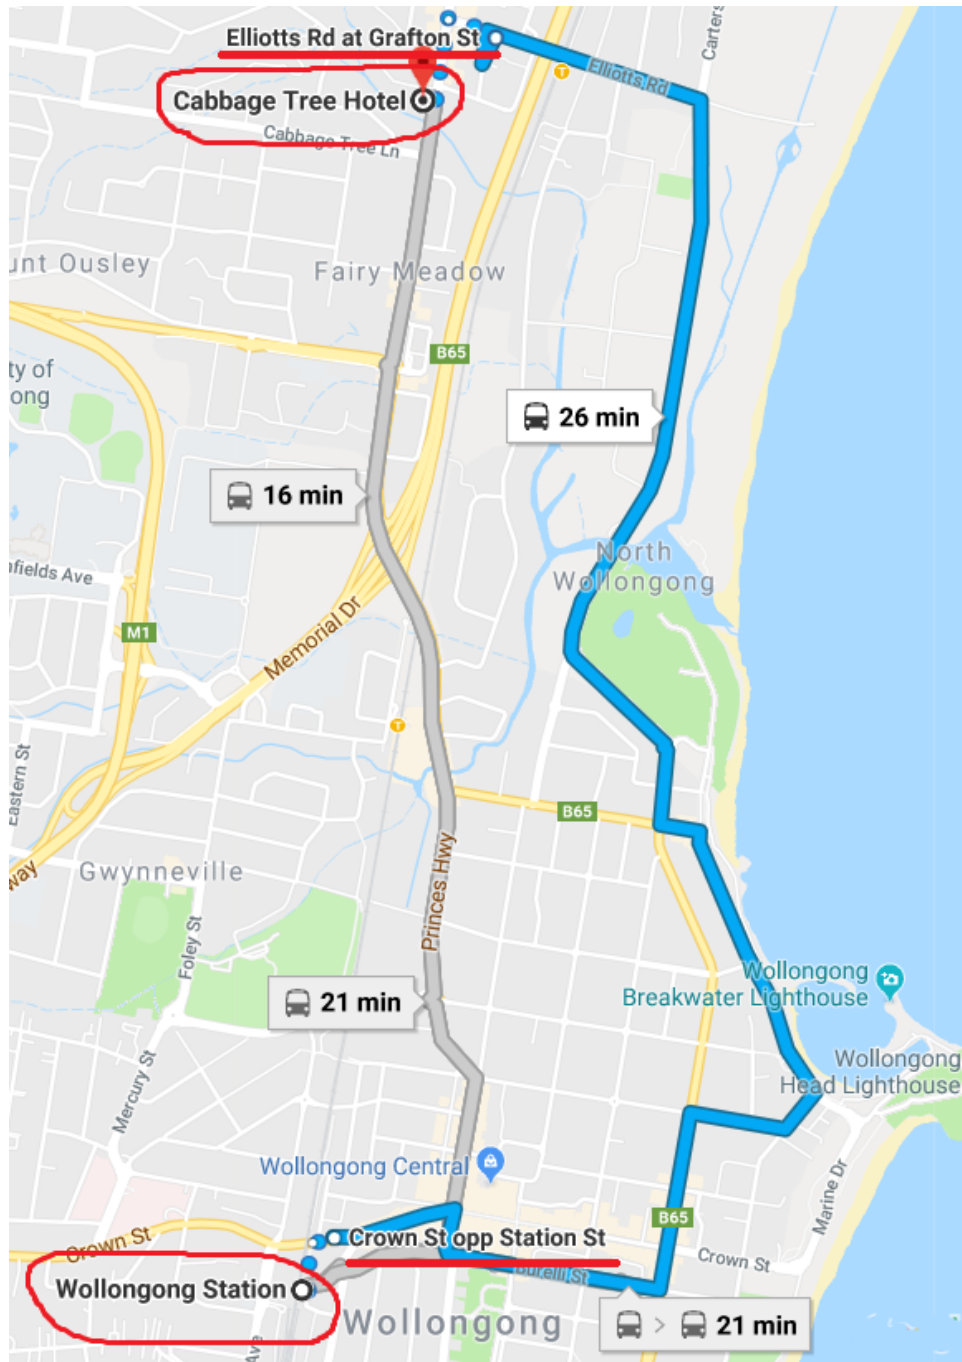 Elliotts Rd at Grafton St
Carters
Elliotts Rd
Cabbage Tree Hotel
Cabbage Tree Ln
unt Ousley
Fairy Meadow
B65
ty of
ong
26 min
16 min
North
Wollongong
nfields Ave
M1
Memorial Dr
T
T
Eastern St
B65
way
Gwynneville
Princes Hwy
Foley St
Wollongong
Breakwater Lighthouse
21 min
Wollongong
Head Lighthouse
Mercury St
Wollongong Central
Marine Dr
B65
Crown St
Crown St opp Station St
Crown St
Burelli St
Wollongong Station
Wollongong
> 21 min